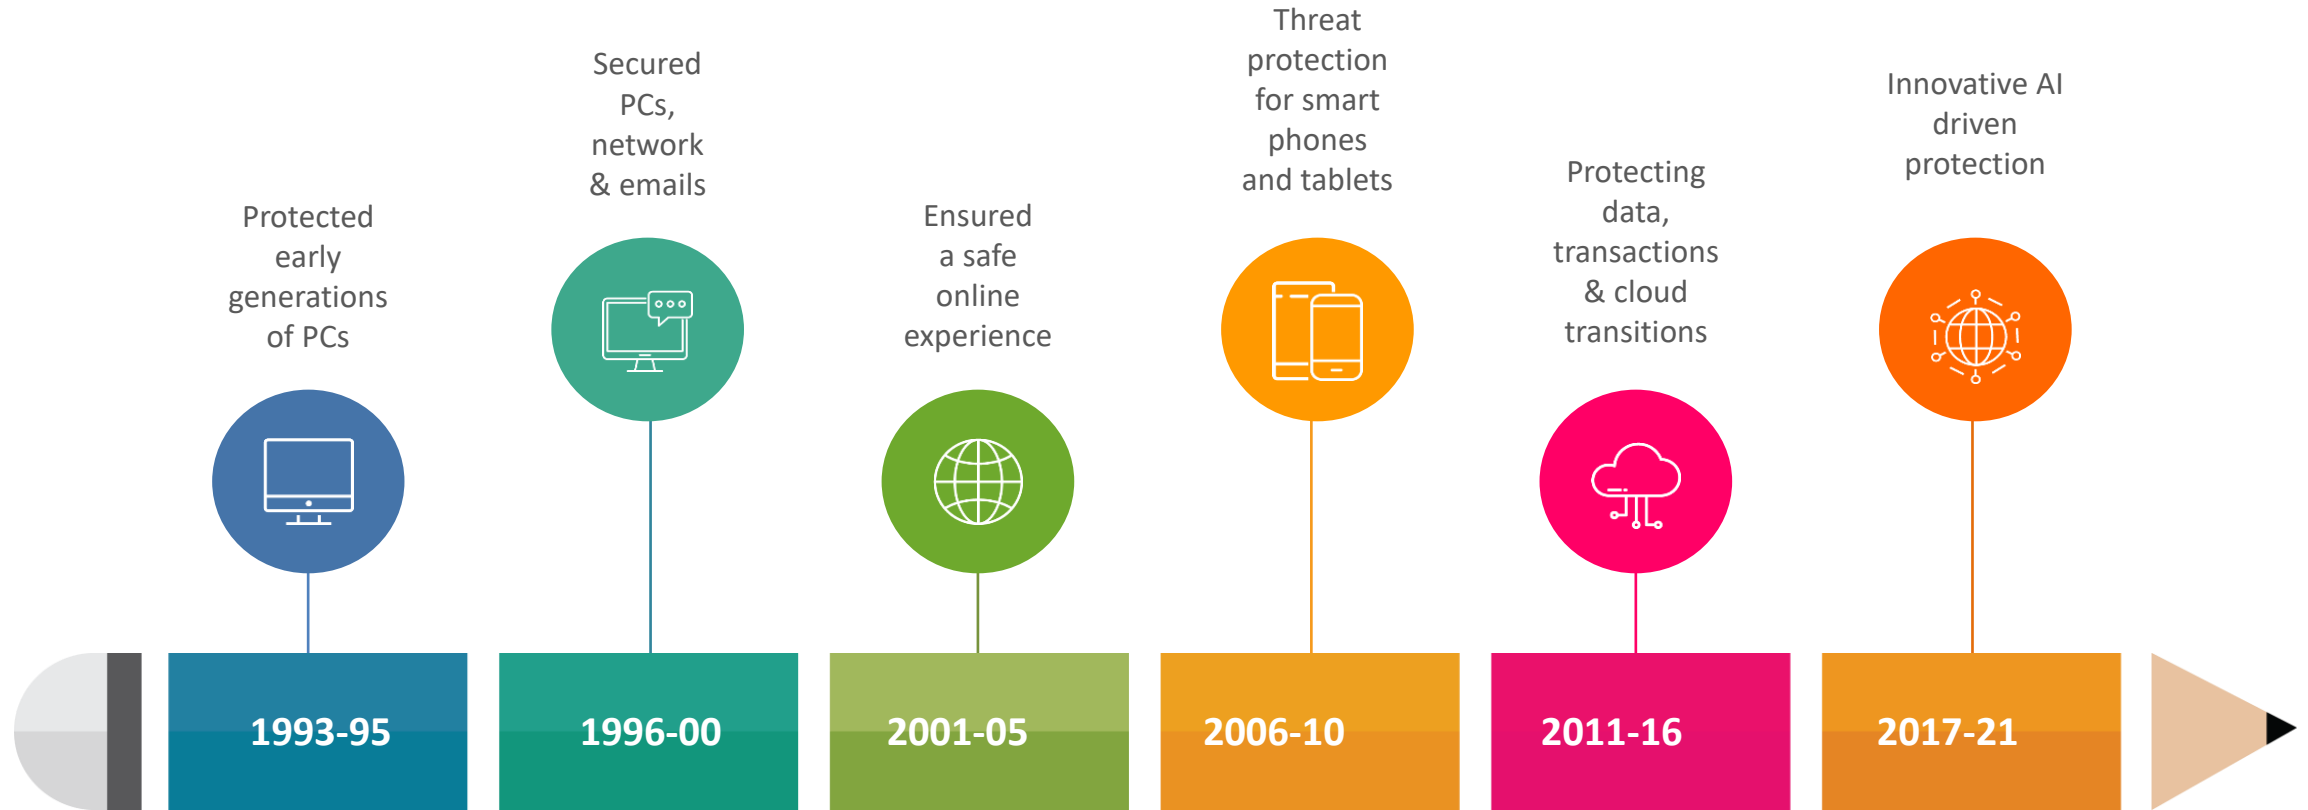 Protected
early
generations
of PCs
Secured
PCs,
network
& emails
Ensured
a safe
online
experience
Threat
protection
for smart
phones
and tablets
Protecting
data,
transactions
& cloud
transitions
Innovative AI
driven
protection
1993-95
1996-00
2001-05
2006-10
2011-16
2017-21